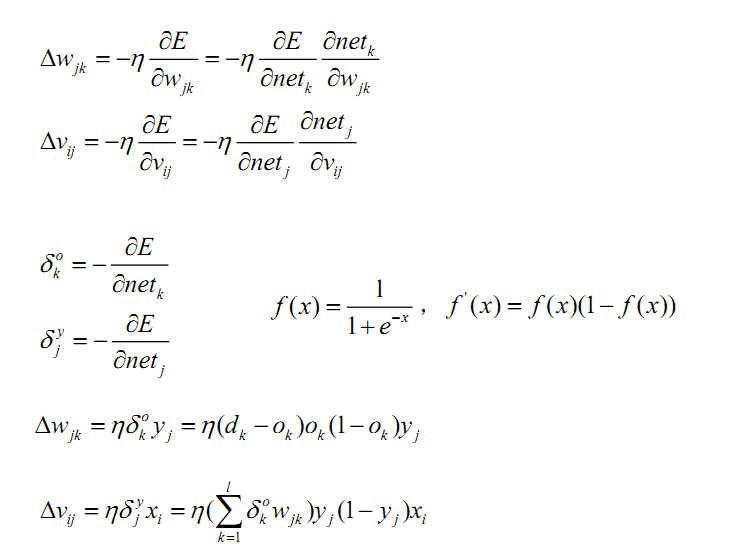 Δw_jk = −η ∂E/∂w_jk = −η ∂E/∂net_k ∂net_k/∂w_jk
Δv_ij = −η ∂E/∂v_ij = −η ∂E/∂net_j ∂net_j/∂v_ij
δ_k^o = − ∂E/∂net_k
δ_j^y = − ∂E/∂net_j
f(x) = 1/(1+e^(−x)) , f'(x) = f(x)(1−f(x))
Δw_jk = ηδ_k^o y_j = η(d_k − o_k)o_k(1−o_k)y_j
Δv_ij = ηδ_j^y x_i = η(∑_{k=1}^{l} δ_k^o w_jk)y_j(1−y_j)x_i